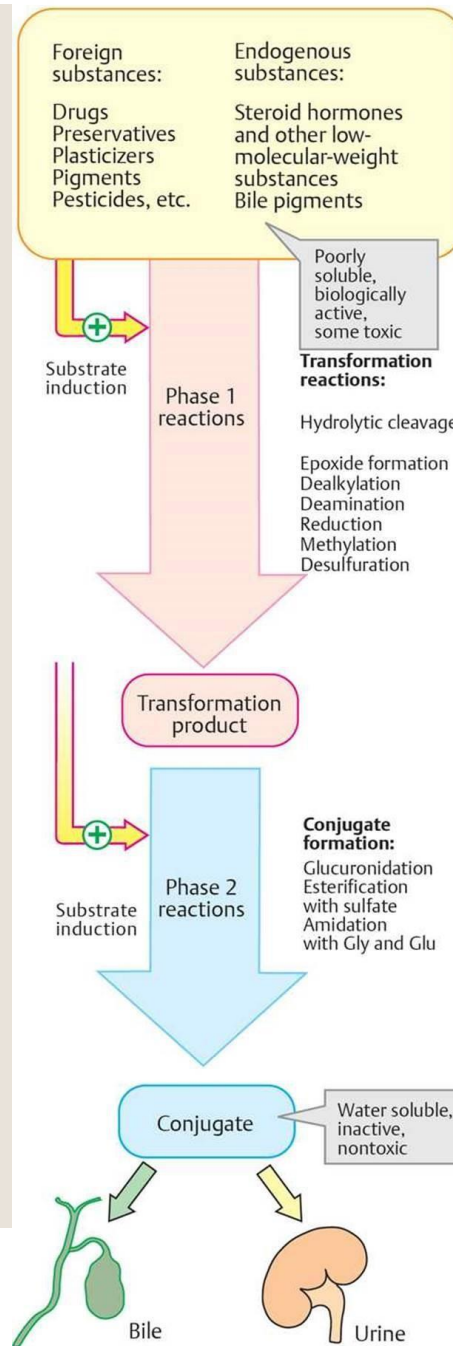 Foreign
substances:
Drugs
Preservatives
Plasticizers
Pigments
Pesticides, etc.
Endogenous
substances:
Steroid hormones
and other low-
molecular-weight
substances
Bile pigments
Poorly
soluble,
biologically
active,
some toxic
Substrate
induction
Phase 1
reactions
Transformation
reactions:
Hydrolytic cleavage
Epoxide formation
Dealkylation
Deamination
Reduction
Methylation
Desulfuration
Transformation
product
Substrate
induction
Phase 2
reactions
Conjugate
formation:
Glucuronidation
Esterification
with sulfate
Amidation
with Gly and Glu
Conjugate
Water soluble,
inactive,
nontoxic
Bile
Urine